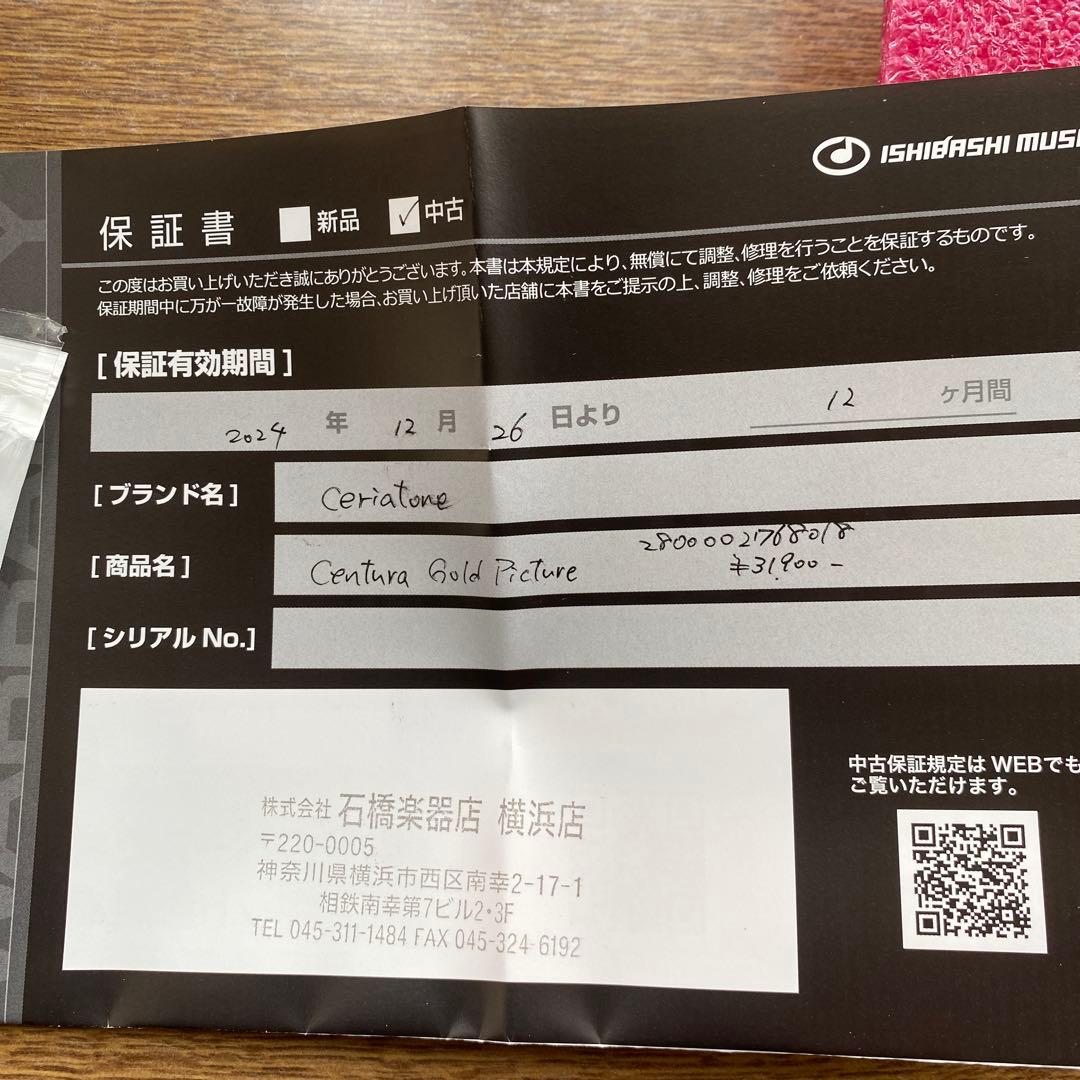 ISHIBASHI MUSI
保証書 新品 ✓中古
この度はお買い上げいただき誠にありがとうございます。本書は本規定により、無償にて調整、修理を行うことを保証するものです。
保証期間中に万が一故障が発生した場合、お買い上げ頂いた店舗に本書をご提示の上、調整、修理をご依頼ください。
[ 保証有効期間 ]
2024 年 12 月 26 日より 12 ヶ月間
[ ブランド名 ] Ceriatone
28000021768018
[ 商品名 ] Centura Gold Picture ¥31,900-
[ シリアル No.]
株式会社 石橋楽器店 横浜店
〒220-0005
神奈川県横浜市西区南幸2-17-1
相鉄南幸第7ビル2・3F
TEL 045-311-1484 FAX 045-324-6192
中古保証規定は WEBでも
ご覧いただけます。